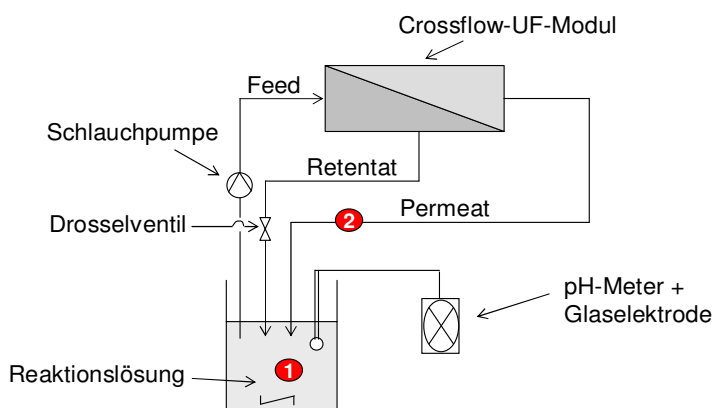 Crossflow-UF-Modul
Feed
Schlauchpumpe
Retentat
Drosselventil
2
Permeat
pH-Meter +
Glaselektrode
Reaktionslösung
1